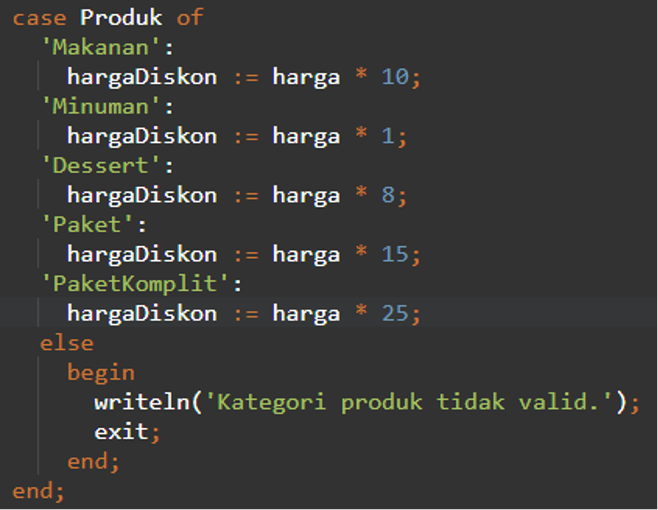 case Produk of
'Makanan':
hargaDiskon := harga * 10;
'Minuman':
hargaDiskon := harga * 1;
'Dessert':
hargaDiskon := harga * 8;
'Paket':
hargaDiskon := harga * 15;
'PaketKomplit':
hargaDiskon := harga * 25;
else
begin
writeln('Kategori produk tidak valid.');
exit;
end;
end;